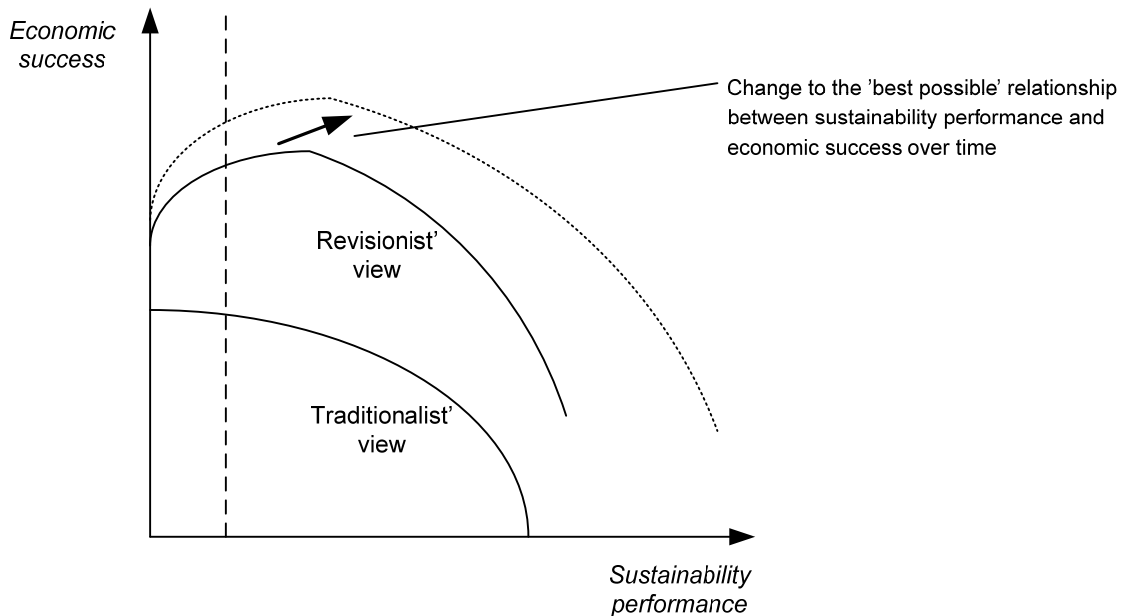 Economic
success
Change to the ’best possible’ relationship
between sustainability performance and
economic success over time
Revisionist’
view
Traditionalist’
view
Sustainability
performance